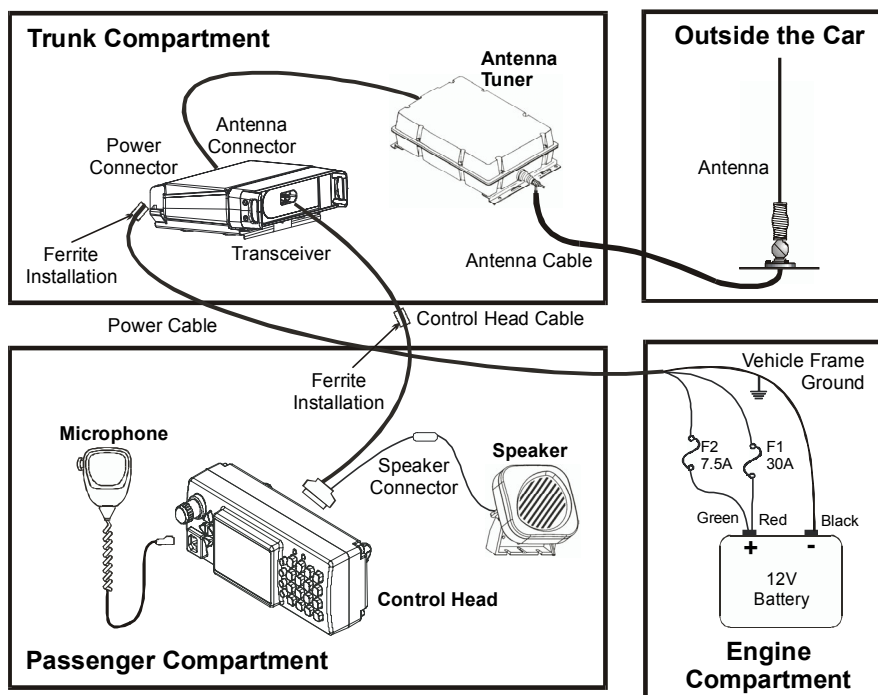 Trunk Compartment
Antenna
Tuner
Antenna
Connector
Power
Connector
Ferrite
Installation
Transceiver
Antenna Cable
Outside the Car
Antenna
Power Cable
Control Head Cable
Ferrite
Installation
Microphone
Speaker
Connector
Speaker
Control Head
Passenger Compartment
Vehicle Frame
Ground
F2
7.5A
F1
30A
Green
Red
Black
+
-
12V
Battery
Engine
Compartment